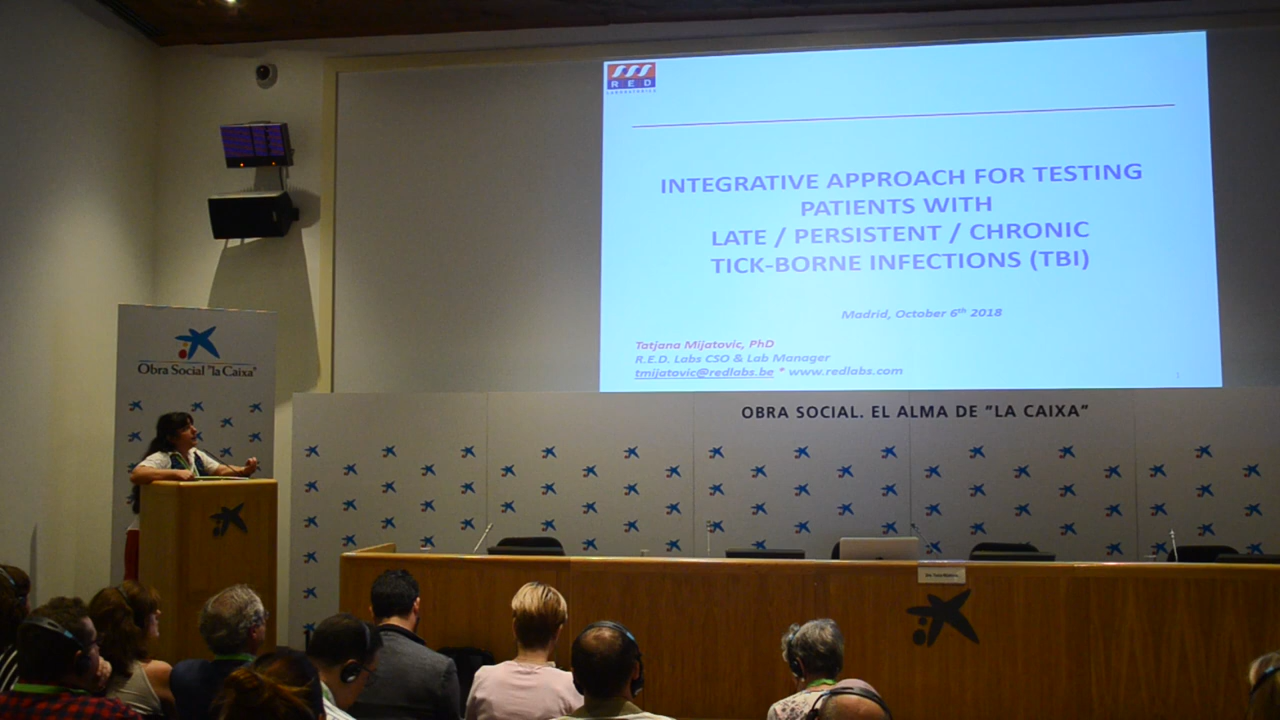 R E D
LABORATORIES
INTEGRATIVE APPROACH FOR TESTING
PATIENTS WITH
LATE / PERSISTENT / CHRONIC
TICK-BORNE INFECTIONS (TBI)
Madrid, October 6th 2018
Tatjana Mijatovic, PhD
R.E.D. Labs CSO & Lab Manager
tmijatovic@redlabs.be * www.redlabs.com
1
Obra Social "la Caixa"
OBRA SOCIAL. EL ALMA DE "LA CAIXA"